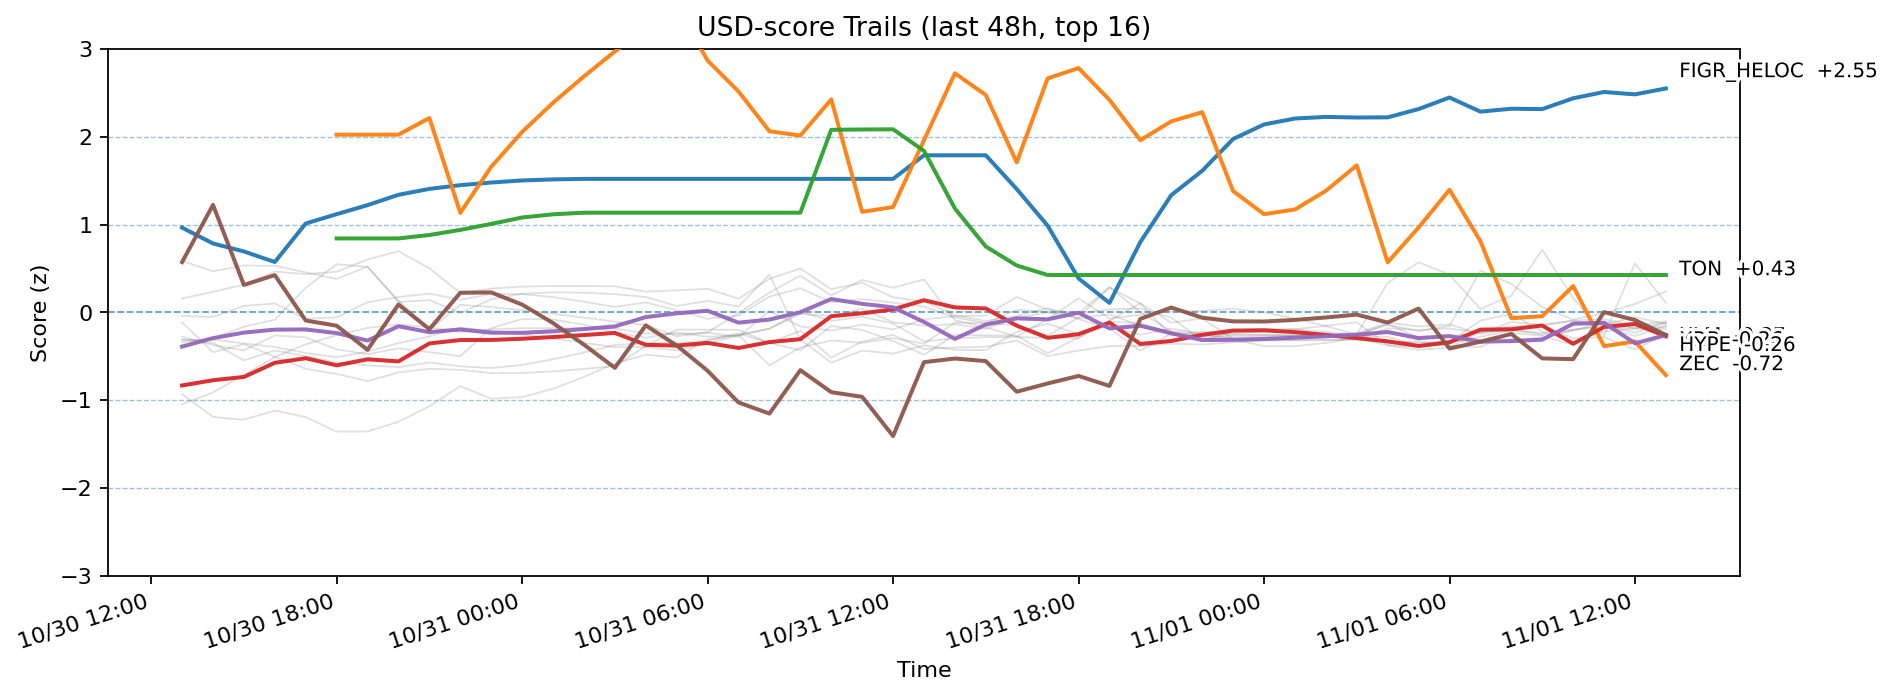 USD-score Trails (last 48h, top 16)
3
2
1
0
−1
−2
−3
Score (z)
FIGR_HELOC +2.55
TON +0.43
HYPE -0.26
ZEC -0.72
10/30 12:00
10/30 18:00
10/31 00:00
10/31 06:00
10/31 12:00
10/31 18:00
11/01 00:00
11/01 06:00
11/01 12:00
Time